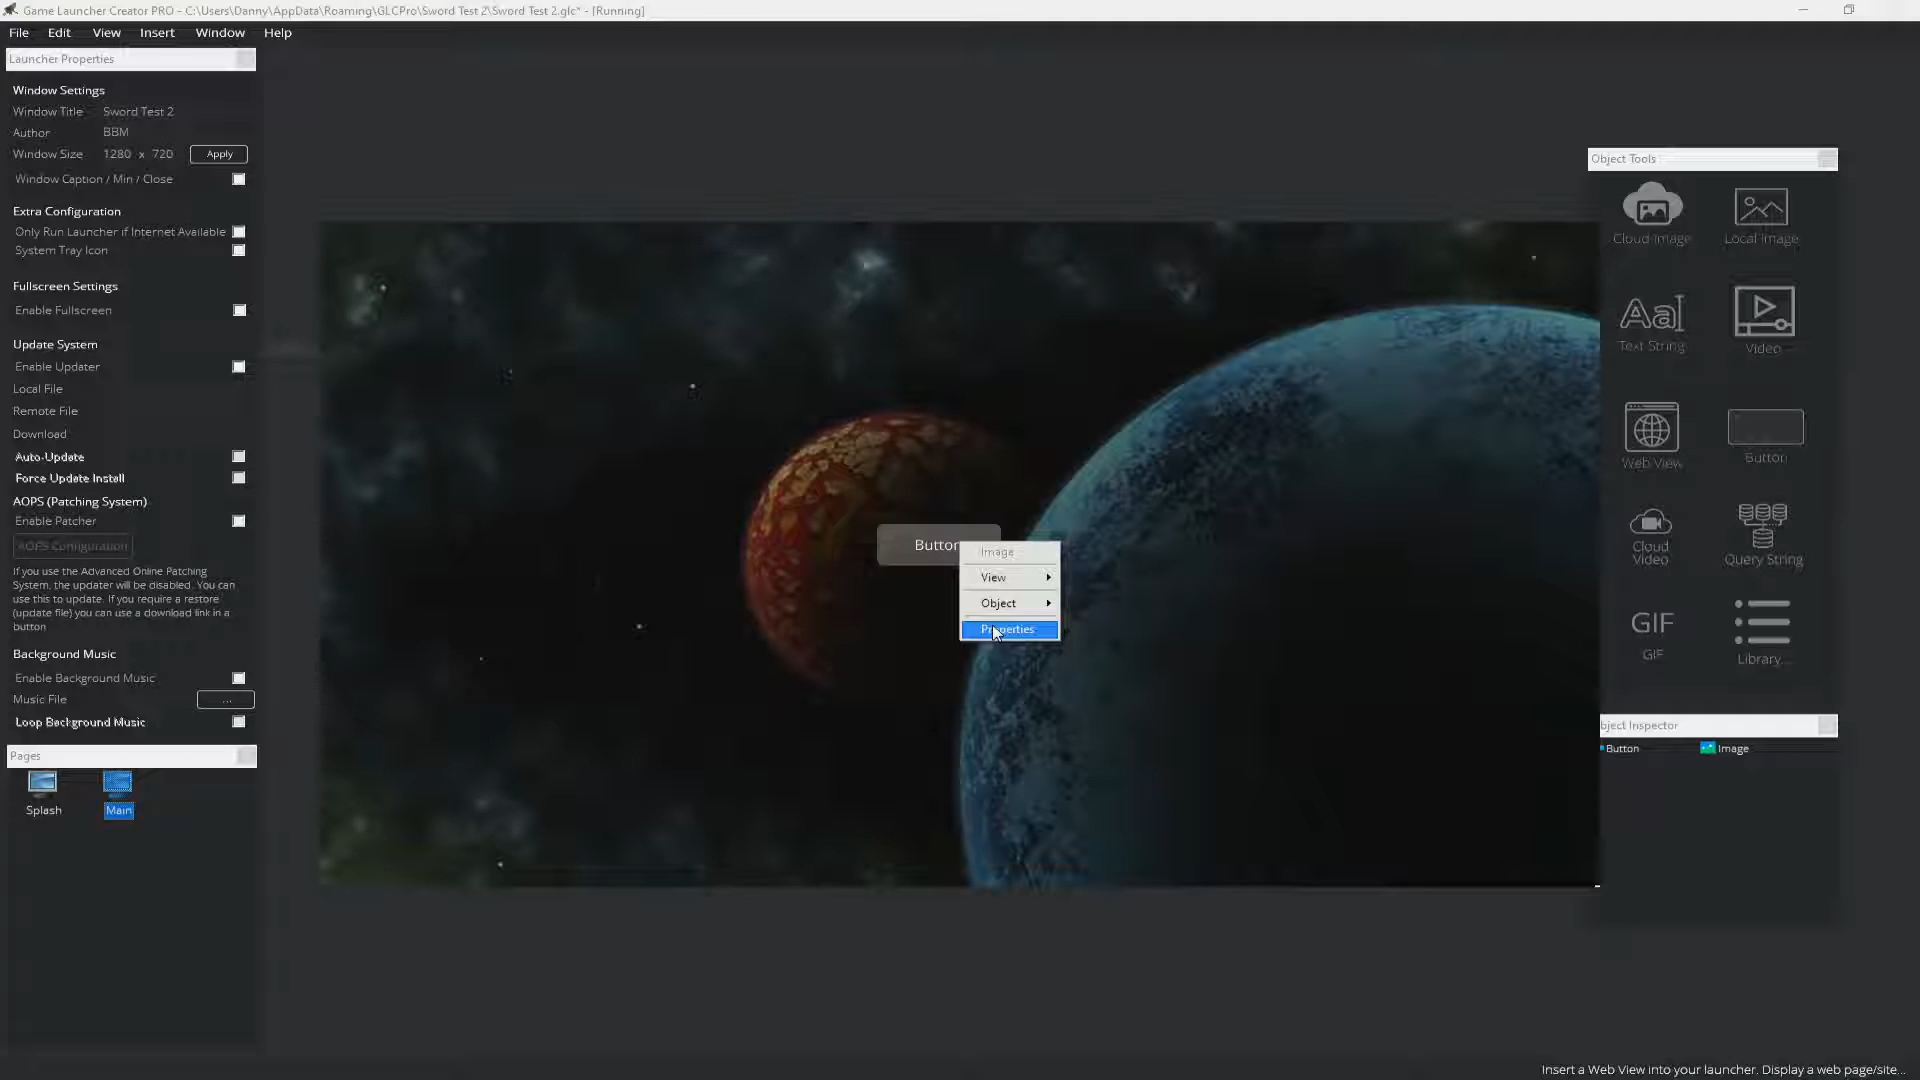 Game Launcher Creator PRO - C:\Users\Danny\AppData\Roaming\GLCPro\Sword Test 2\Sword Test 2.glc* - [Running]
File Edit View Insert Window Help
Launcher Properties
Window Settings
Window Title Sword Test 2
Author BBM
Window Size 1280 x 720 Apply
Window Caption / Min / Close
Extra Configuration
Only Run Launcher if Internet Available
System Tray Icon
Fullscreen Settings
Enable Fullscreen
Update System
Enable Updater
Local File
Remote File
Download
Auto-Update
Force Update Install
AOPS (Patching System)
Enable Patcher
AOPS Configuration
If you use the Advanced Online Patching
System, the updater will be disabled. You can
use this to update. If you require a restore
(update file) you can use a download link in a
button
Background Music
Enable Background Music
Music File ...
Loop Background Music
Pages
Splash Main
Button
Image
View
Object
Properties
Object Tools
Cloud Image Local Image
Aa
Text String Video
Web View Button
Cloud
Video
Query String
GIF
GIF
Library...
bject Inspector
Button Image
Insert a Web View into your launcher. Display a web page/site...